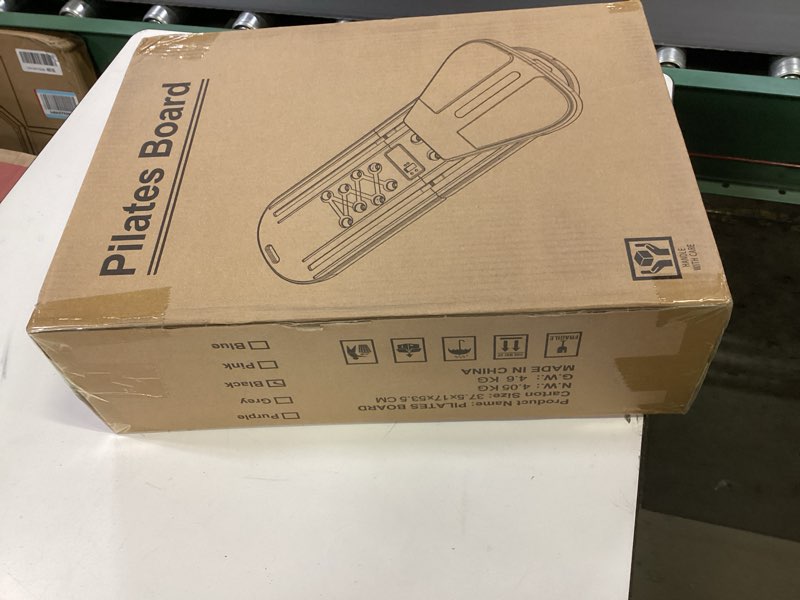 Pilates Board
HANDLE
WITH CARE
Product Name: PILATES BOARD
Carton Size: 37.5x17x53.5 CM
N.W.: 4.05 KG
G.W.: 4.6 KG
MADE IN CHINA
FRAGILE
Purple
Grey
Black
Pink
Blue